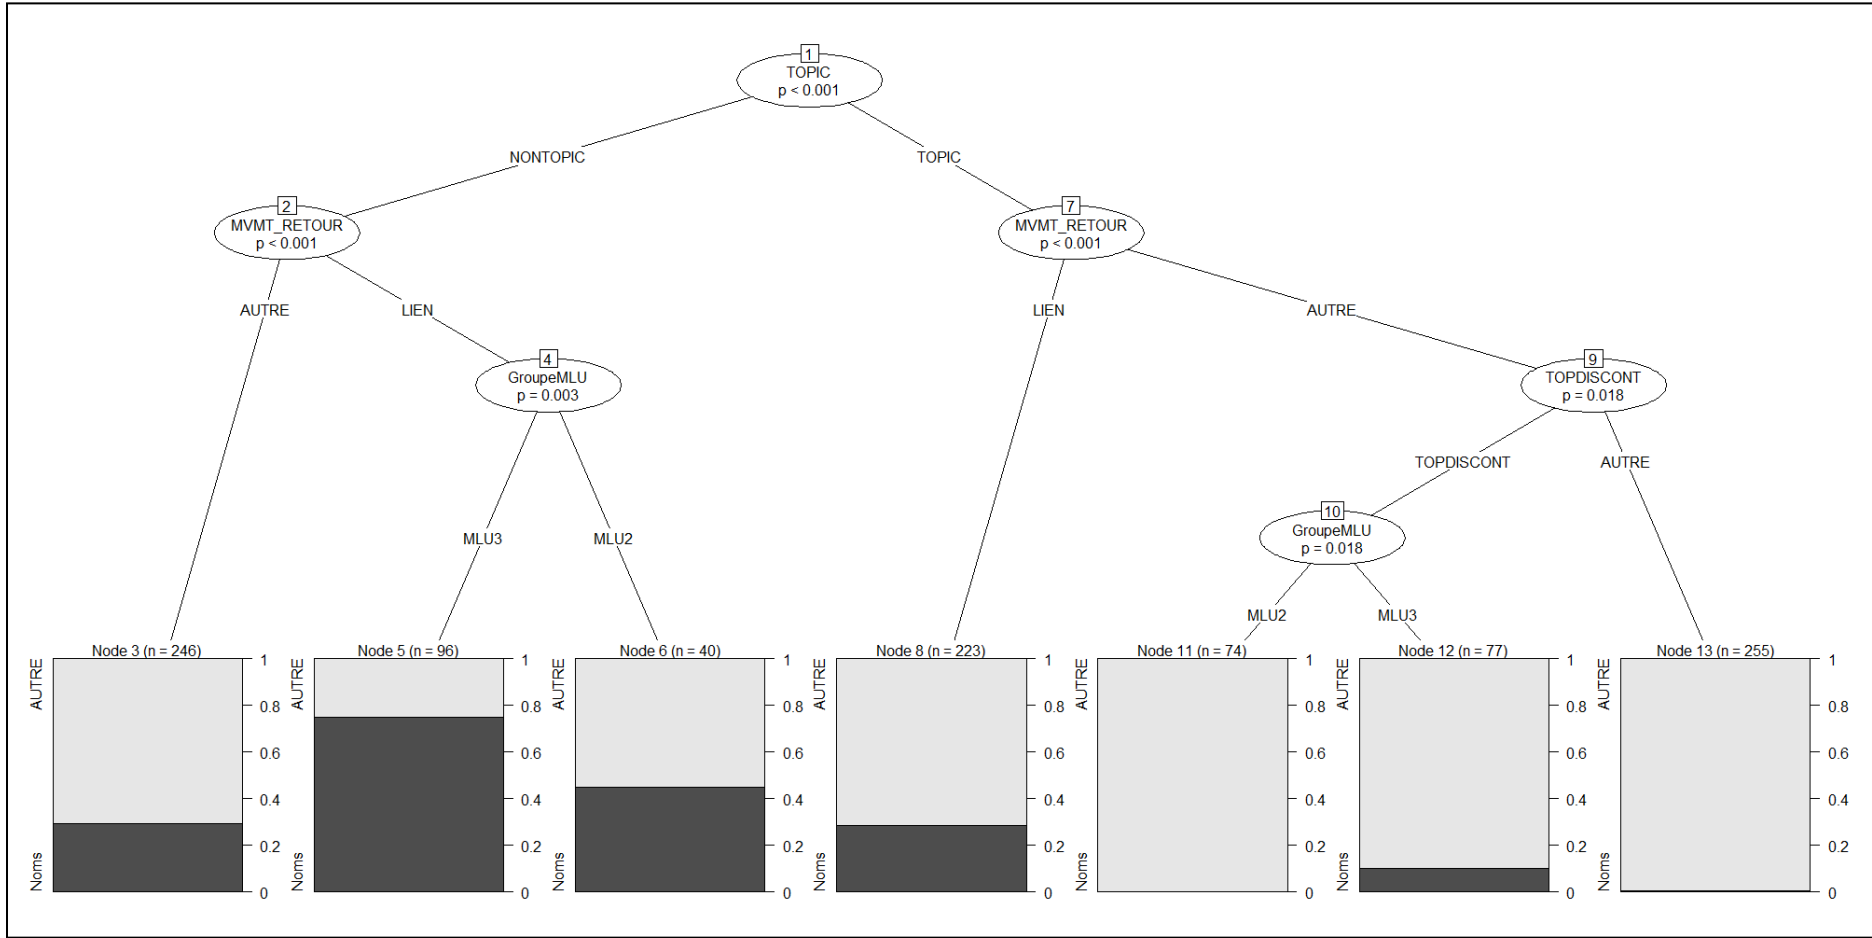 1
TOPIC
p < 0.001
NONTOPIC
TOPIC
2
MVMT_RETOUR
p < 0.001
7
MVMT_RETOUR
p < 0.001
AUTRE
LIEN
LIEN
AUTRE
4
GroupeMLU
p = 0.003
9
TOPDISCONT
p = 0.018
TOPDISCONT
AUTRE
10
GroupeMLU
p = 0.018
MLU3
MLU2
MLU2
MLU3
Node 3 (n = 246)
AUTRE
Noms
1
0.8
0.6
0.4
0.2
0
Node 5 (n = 96)
AUTRE
Noms
1
0.8
0.6
0.4
0.2
0
Node 6 (n = 40)
AUTRE
Noms
1
0.8
0.6
0.4
0.2
0
Node 8 (n = 223)
AUTRE
Noms
1
0.8
0.6
0.4
0.2
0
Node 11 (n = 74)
AUTRE
Noms
1
0.8
0.6
0.4
0.2
0
Node 12 (n = 77)
AUTRE
Noms
1
0.8
0.6
0.4
0.2
0
Node 13 (n = 255)
AUTRE
Noms
1
0.8
0.6
0.4
0.2
0